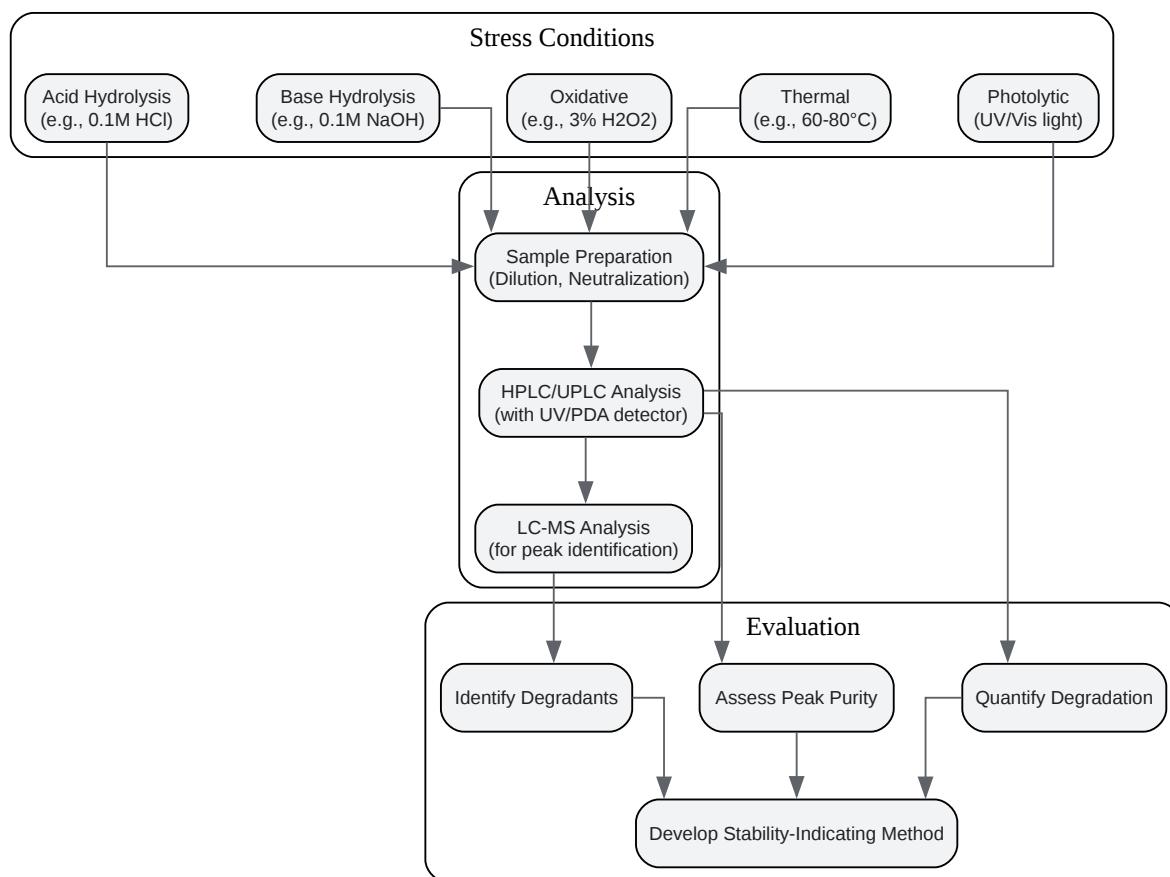 Stress Conditions
Acid Hydrolysis
(e.g., 0.1M HCl)
Base Hydrolysis
(e.g., 0.1M NaOH)
Oxidative
(e.g., 3% H2O2)
Thermal
(e.g., 60-80°C)
Photolytic
(UV/Vis light)
Analysis
Sample Preparation
(Dilution, Neutralization)
HPLC/UPLC Analysis
(with UV/PDA detector)
LC-MS Analysis
(for peak identification)
Evaluation
Identify Degradants
Assess Peak Purity
Quantify Degradation
Develop Stability-Indicating Method